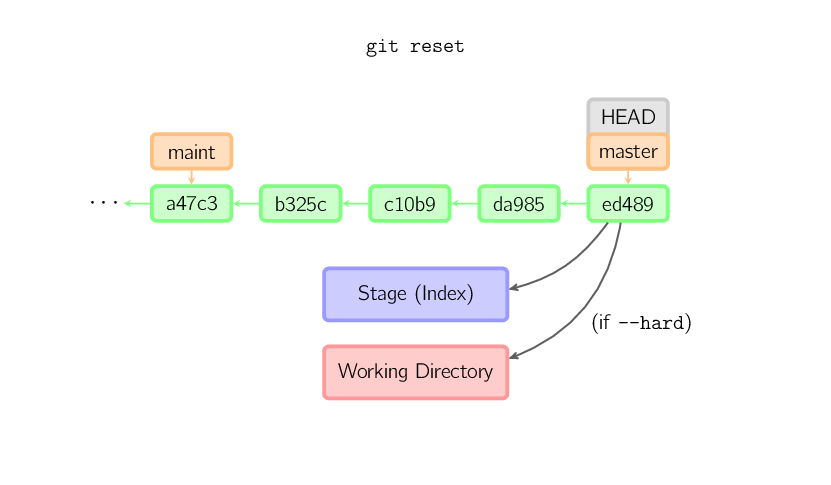 git reset
HEAD
maint
master
... a47c3 b325c c10b9 da985 ed489
Stage (Index)
(if --hard)
Working Directory